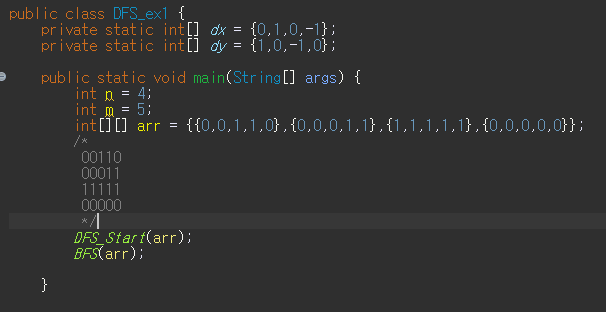 public class DFS_ex1 {
private static int[] dx = {0,1,0,-1};
private static int[] dy = {1,0,-1,0};
public static void main(String[] args) {
int n = 4;
int m = 5;
int[][] arr = {{0,0,1,1,0},{0,0,0,1,1},{1,1,1,1,1},{0,0,0,0,0}};
/*
00110
00011
11111
00000
*/
DFS_Start(arr);
BFS(arr);
}